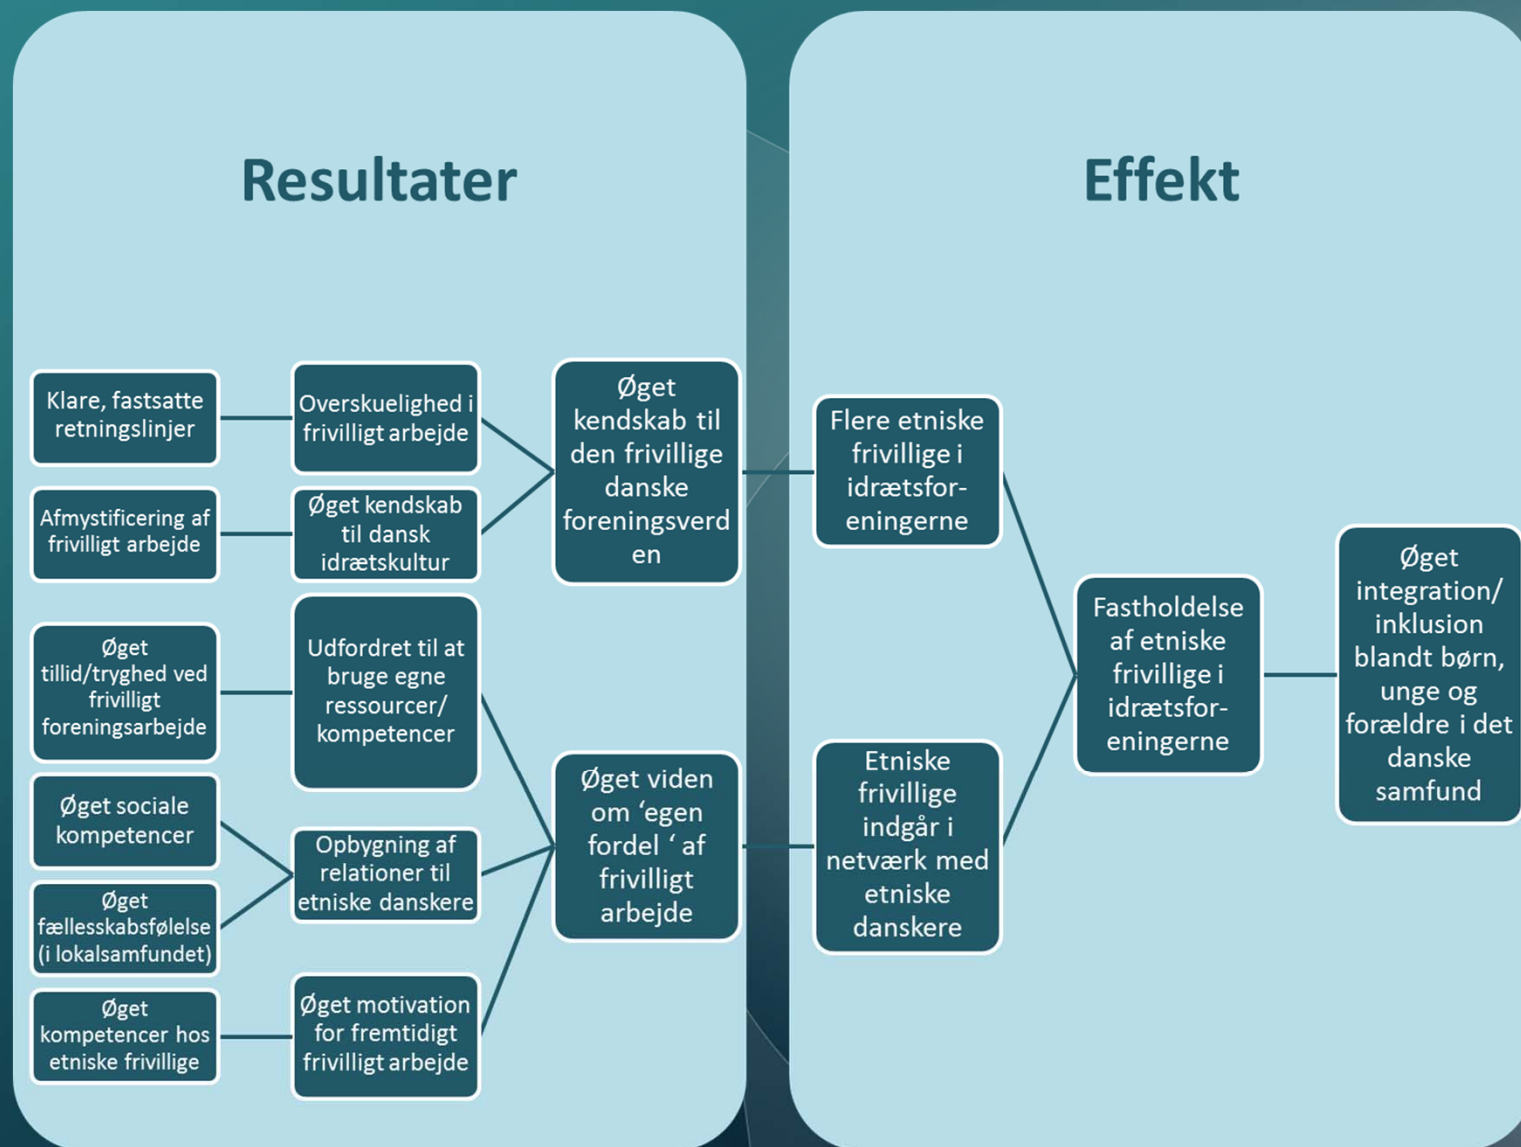 Resultater
Klare, fastsatte
retningslinjer
Afmystificering af
frivilligt arbejde
Øget
tillid/tryghed ved
frivilligt
foreningsarbejde
Øget sociale
kompetencer
Øget
fællesskabsfølelse
(i lokalsamfundet)
Øget
kompetencer hos
etniske frivillige
Overskuelighed i
frivilligt arbejde
Øget kendskab
til dansk
idrætskultur
Udfordret til at
bruge egne
ressourcer/
kompetencer
Opbygning af
relationer til
etniske danskere
Øget motivation
for fremtidigt
frivilligt arbejde
Øget
kendskab til
den frivillige
danske
foreningsverd
en
Øget viden
om ‘egen
fordel ‘ af
frivilligt
arbejde
Effekt
Flere etniske
frivillige i
idrætsfor-
eningerne
Etniske
frivillige
indgår i
netværk med
etniske
danskere
Fastholdelse
af etniske
frivillige i
idrætsfor-
eningerne
Øget
integration/
inklusion
blandt børn,
unge og
forældre i det
danske
samfund